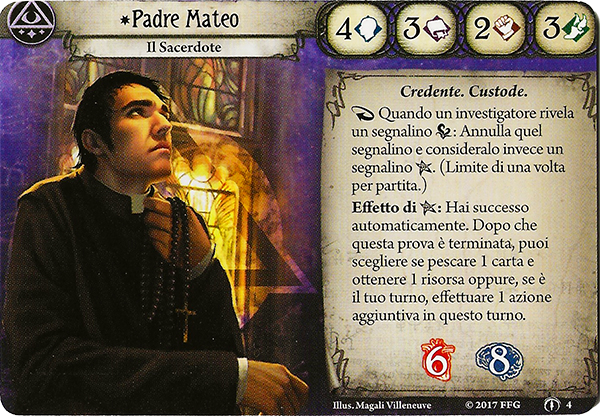 *Padre Mateo
Il Sacerdote
4 3 2 3
Credente. Custode.
Quando un investigatore rivela
un segnalino : Annulla quel
segnalino e consideralo invece un
segnalino . (Limite di una volta
per partita.)
Effetto di : Hai successo
automaticamente. Dopo che
questa prova è terminata, puoi
scegliere se pescare 1 carta e
ottenere 1 risorsa oppure, se è
il tuo turno, effettuare 1 azione
aggiuntiva in questo turno.
6 8
Illus. Magali Villeneuve © 2017 FFG 4